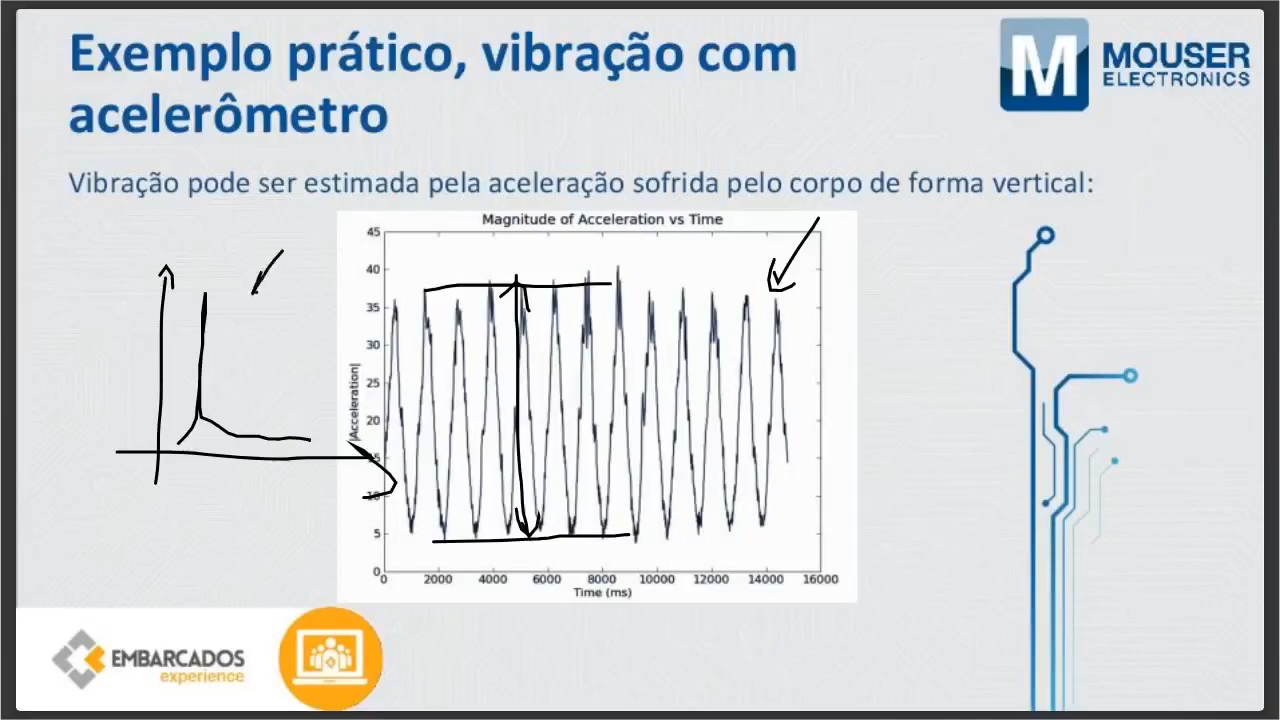 Exemplo prático, vibração com
acelerômetro
M MOUSER
ELECTRONICS
Vibração pode ser estimada pela aceleração sofrida pelo corpo de forma vertical:
Magnitude of Acceleration vs Time
45
40
35
30
25
20
15
10
5
0
|Acceleration|
0 2000 4000 6000 8000 10000 12000 14000 16000
Time (ms)
EMBARCADOS
experience